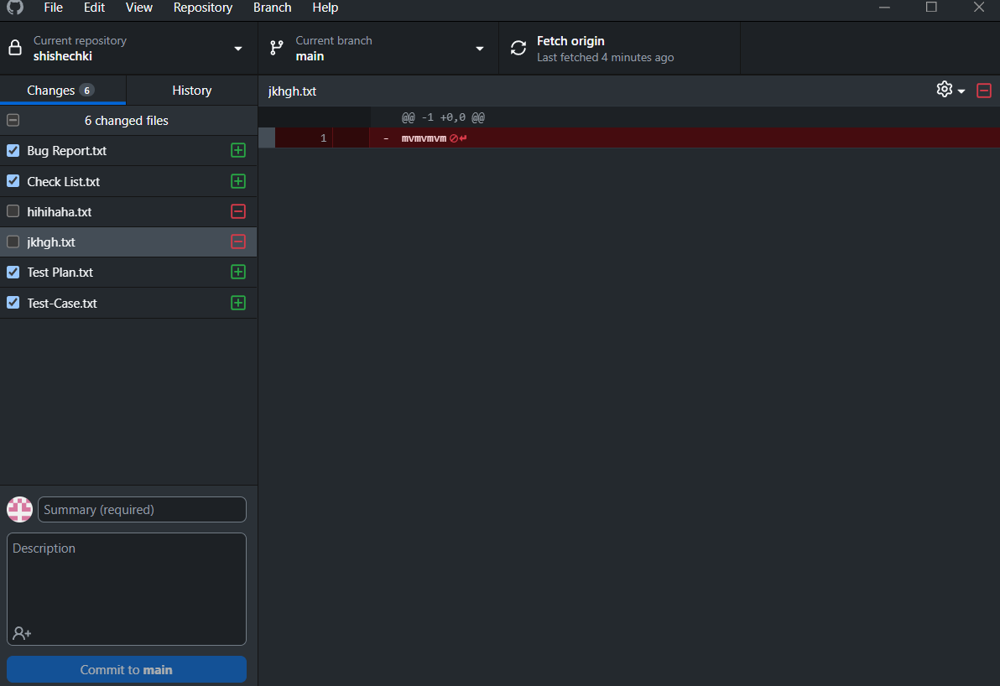 File Edit View Repository Branch Help
Current repository
shishechki
Current branch
main
Fetch origin
Last fetched 4 minutes ago
Changes 6
History
jkhgh.txt
6 changed files
@@ -1 +0,0 @@
1 - mvmvmvm
Bug Report.txt
Check List.txt
hihihaha.txt
jkhgh.txt
Test Plan.txt
Test-Case.txt
Summary (required)
Description
Commit to main